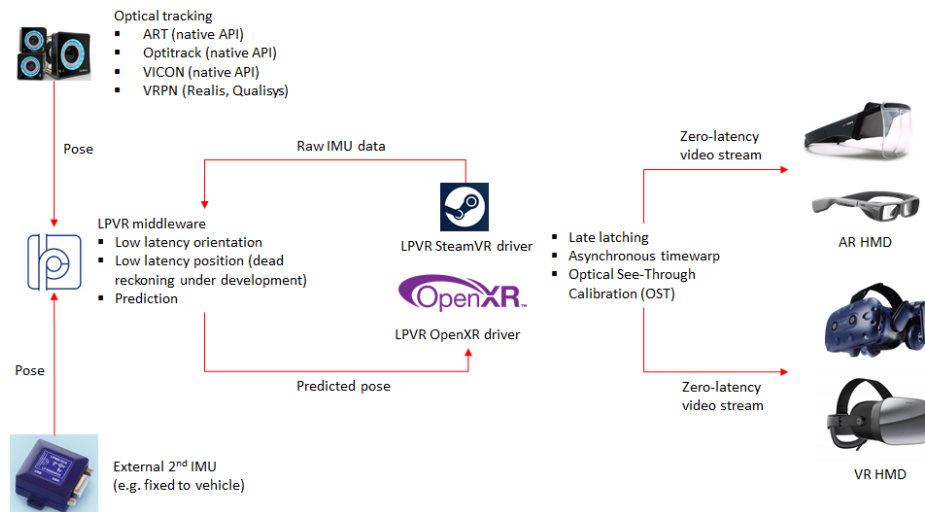 Optical tracking
▪ ART (native API)
▪ Optitrack (native API)
▪ VICON (native API)
▪ VRPN (Realis, Qualisys)
Pose
Raw IMU data
Zero-latency
video stream
LPVR middleware
▪ Low latency orientation
▪ Low latency position (dead
reckoning under development)
▪ Prediction
LPVR SteamVR driver
OpenXR™
LPVR OpenXR driver
▪ Late latching
▪ Asynchronous timewarp
▪ Optical See-Through
Calibration (OST)
AR HMD
Pose
Predicted pose
Zero-latency
video stream
External 2nd IMU
(e.g. fixed to vehicle)
VR HMD